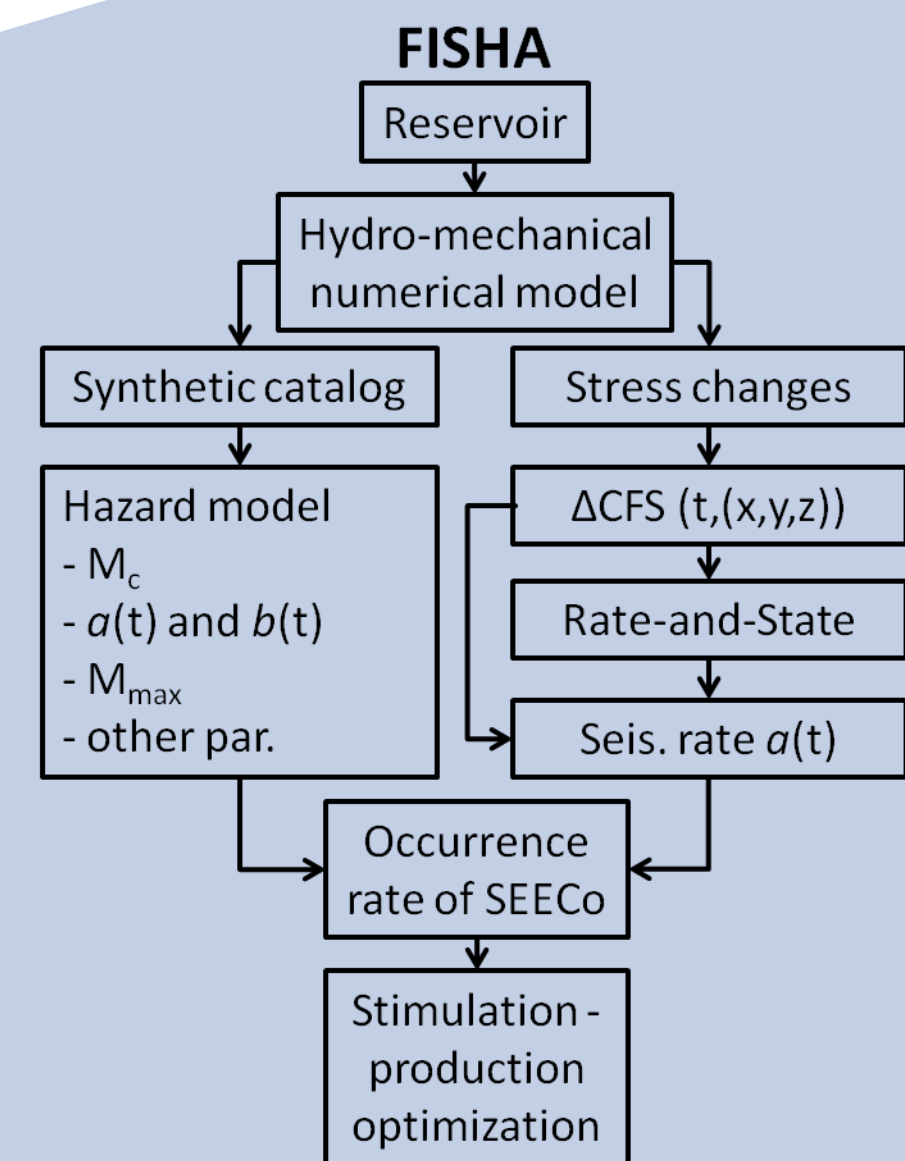 FISHA
Reservoir
Hydro-mechanical
numerical model
Synthetic catalog
Stress changes
Hazard model
- Mc
- a(t) and b(t)
- Mmax
- other par.
ΔCFS (t,(x,y,z))
Rate-and-State
Seis. rate a(t)
Occurrence
rate of SEECo
Stimulation -
production
optimization